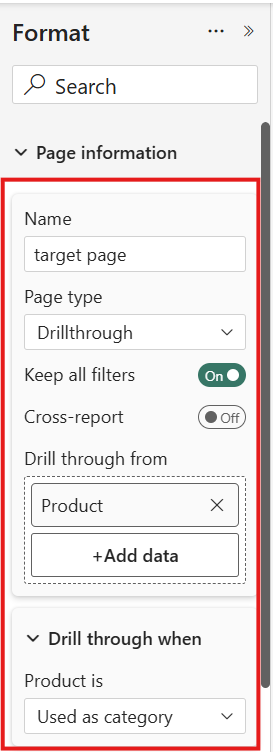 Format
Search
Page information
Name
target page
Page type
Drillthrough
Keep all filters
On
Cross-report
Off
Drill through from
Product
+Add data
Drill through when
Product is
Used as category